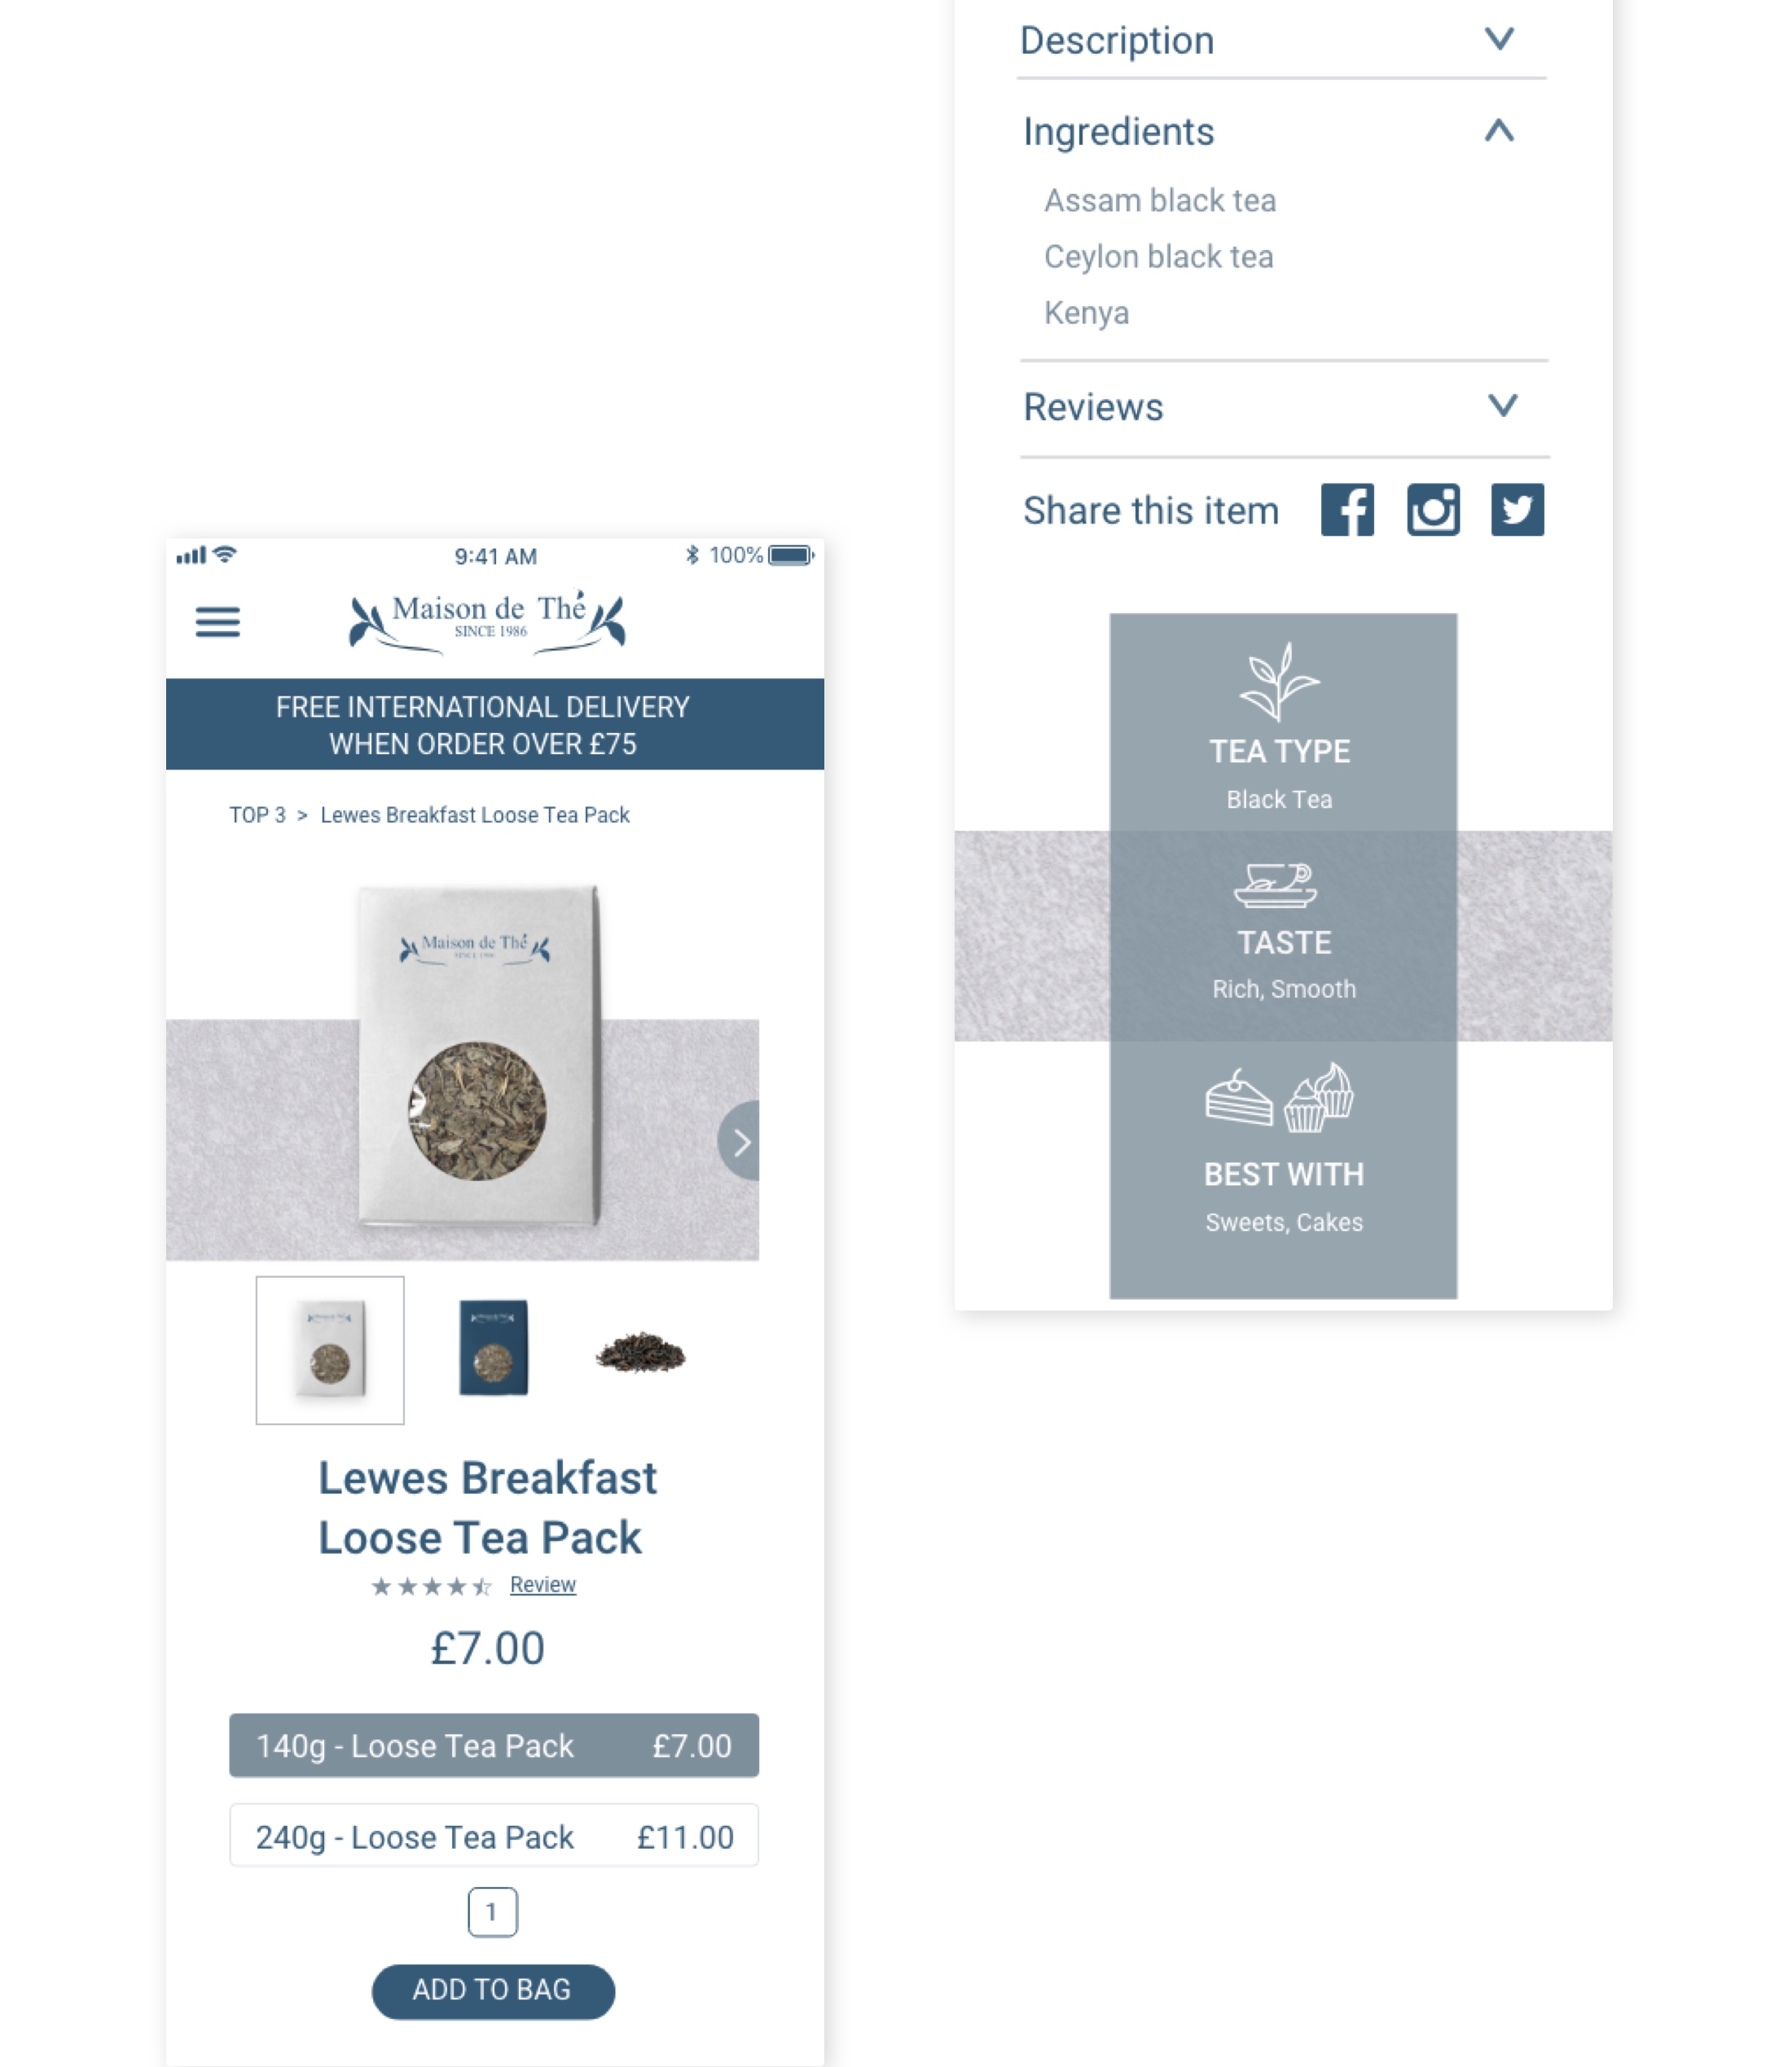 9:41 AM
100%
Maison de Thé
SINCE 1986
FREE INTERNATIONAL DELIVERY
WHEN ORDER OVER £75
TOP 3 > Lewes Breakfast Loose Tea Pack
Maison de Thé
SINCE 1986
Lewes Breakfast
Loose Tea Pack
Review
£7.00
140g - Loose Tea Pack £7.00
240g - Loose Tea Pack £11.00
1
ADD TO BAG
Description
Ingredients
Assam black tea
Ceylon black tea
Kenya
Reviews
Share this item
TEA TYPE
Black Tea
TASTE
Rich, Smooth
BEST WITH
Sweets, Cakes